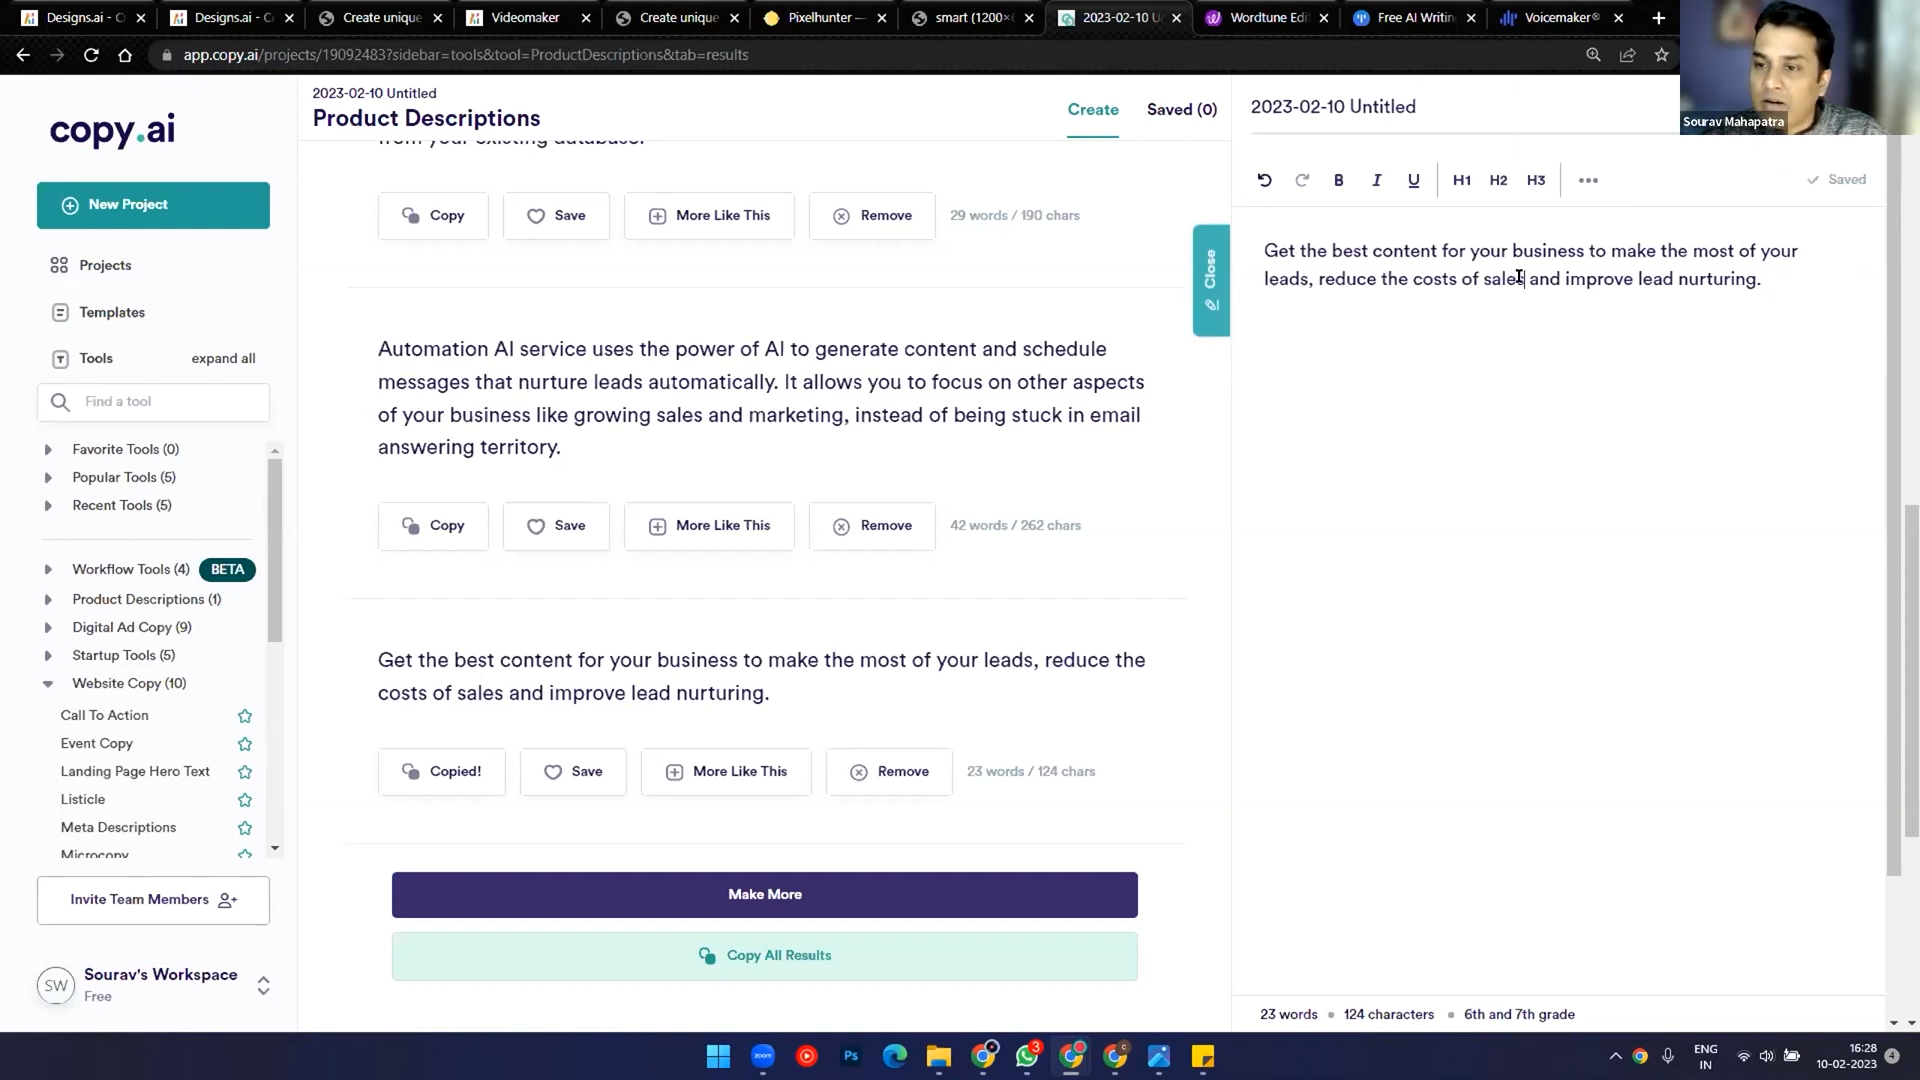 Designs.ai - C
Designs.ai - C
Create unique
Videomaker
Create unique
Pixelhunter —
smart (1200×
2023-02-10 U
Wordtune Edi
Free AI Writin
Voicemaker®
app.copy.ai/projects/19092483?sidebar=tools&tool=ProductDescriptions&tab=results
Sourav Mahapatra
copy.ai
New Project
Projects
Templates
Tools
expand all
Find a tool
Favorite Tools (0)
Popular Tools (5)
Recent Tools (5)
Workflow Tools (4)
BETA
Product Descriptions (1)
Digital Ad Copy (9)
Startup Tools (5)
Website Copy (10)
Call To Action
Event Copy
Landing Page Hero Text
Listicle
Meta Descriptions
Microcopy
Invite Team Members
SW
Sourav's Workspace
Free
2023-02-10 Untitled
Product Descriptions
Create
Saved (0)
from your existing database.
Copy
Save
More Like This
Remove
29 words / 190 chars
Automation AI service uses the power of AI to generate content and schedule
messages that nurture leads automatically. It allows you to focus on other aspects
of your business like growing sales and marketing, instead of being stuck in email
answering territory.
Copy
Save
More Like This
Remove
42 words / 262 chars
Get the best content for your business to make the most of your leads, reduce the
costs of sales and improve lead nurturing.
Copied!
Save
More Like This
Remove
23 words / 124 chars
Make More
Copy All Results
Close
2023-02-10 Untitled
B I U H1 H2 H3
Saved
Get the best content for your business to make the most of your
leads, reduce the costs of sales and improve lead nurturing.
23 words
124 characters
6th and 7th grade
zoom
Ps
3
C
ENG
IN
16:28
10-02-2023
4